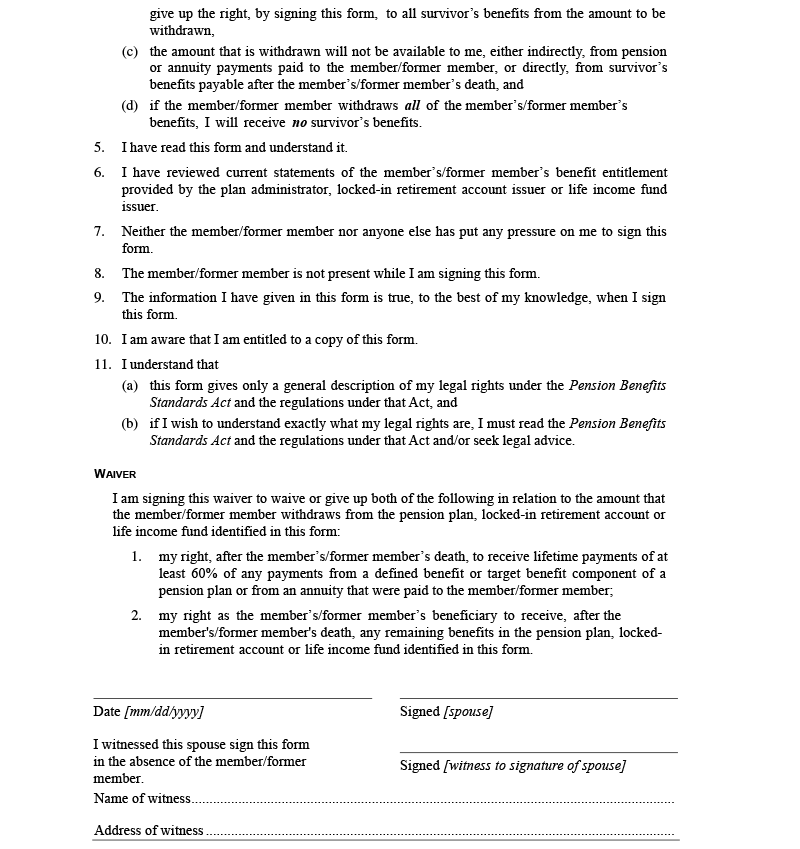 give up the right, by signing this form, to all survivor's benefits from the amount to be
withdrawn,
(c) the amount that is withdrawn will not be available to me, either indirectly, from pension
or annuity payments paid to the member/former member, or directly, from survivor's
benefits payable after the member's/former member's death, and
(d) if the member/former member withdraws all of the member's/former member's
benefits, I will receive no survivor's benefits.
5. I have read this form and understand it.
6. I have reviewed current statements of the member's/former member's benefit entitlement
provided by the plan administrator, locked-in retirement account issuer or life income fund
issuer.
7. Neither the member/former member nor anyone else has put any pressure on me to sign this
form.
8. The member/former member is not present while I am signing this form.
9. The information I have given in this form is true, to the best of my knowledge, when I sign
this form.
10. I am aware that I am entitled to a copy of this form.
11. I understand that
(a) this form gives only a general description of my legal rights under the Pension Benefits
Standards Act and the regulations under that Act, and
(b) if I wish to understand exactly what my legal rights are, I must read the Pension Benefits
Standards Act and the regulations under that Act and/or seek legal advice.
WAIVER
I am signing this waiver to waive or give up both of the following in relation to the amount that
the member/former member withdraws from the pension plan, locked-in retirement account or
life income fund identified in this form:
1. my right, after the member's/former member's death, to receive lifetime payments of at
least 60% of any payments from a defined benefit or target benefit component of a
pension plan or from an annuity that were paid to the member/former member;
2. my right as the member's/former member's beneficiary to receive, after the
member's/former member's death, any remaining benefits in the pension plan, locked-
in retirement account or life income fund identified in this form.
Date [mm/dd/yyyy]
Signed [spouse]
I witnessed this spouse sign this form
in the absence of the member/former
member.
Signed [witness to signature of spouse]
Name of witness
Address of witness